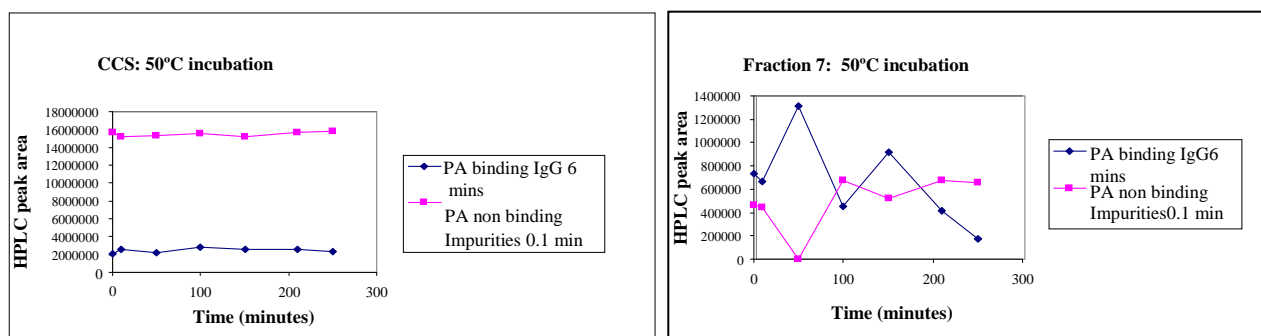 CCS: 50ºC incubation
HPLC peak area
18000000
16000000
14000000
12000000
10000000
8000000
6000000
4000000
2000000
0
0 100 200 300
Time (minutes)
PA binding IgG 6
mins
PA non binding
Impurities 0.1 min
Fraction 7: 50ºC incubation
HPLC peak area
1400000
1200000
1000000
800000
600000
400000
200000
0
0 100 200 300
Time (minutes)
PA binding IgG6
mins
PA non binding
Impurities0.1 min